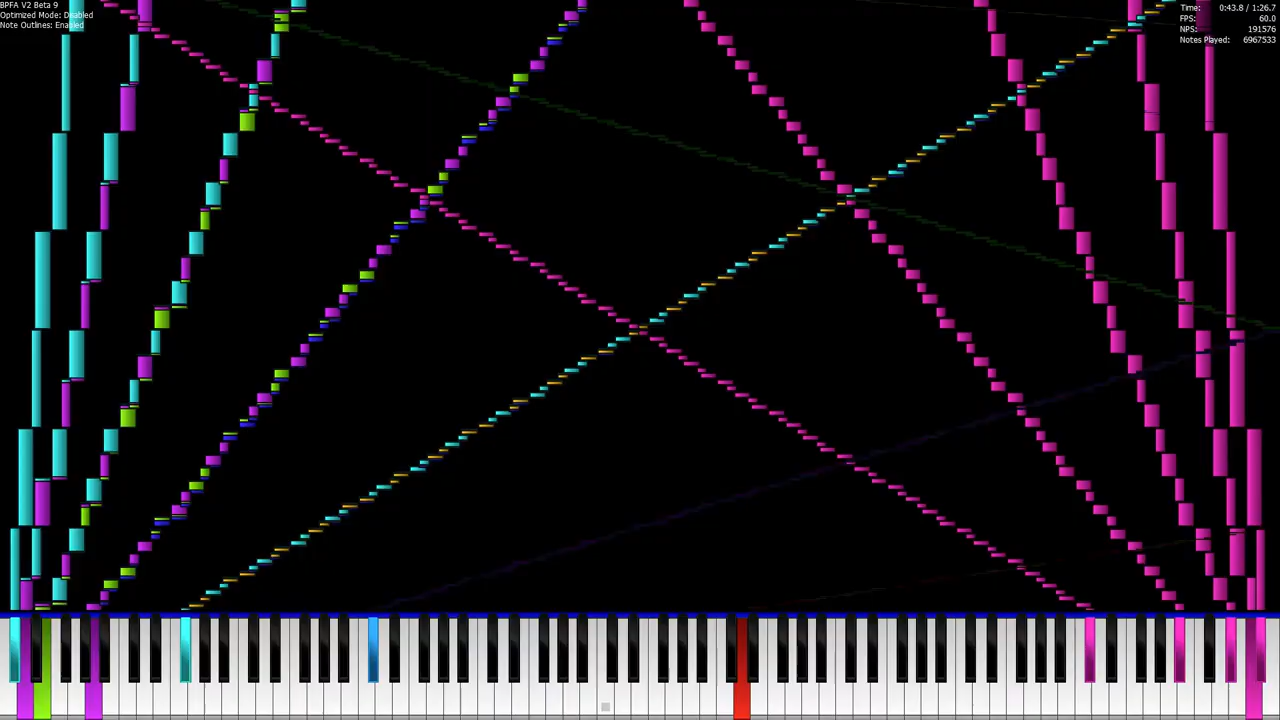 BPFA V2 Beta 9
Optimized Mode: Disabled
Note Outlines: Enabled
Time: 0:43.8 / 1:26.7
FPS: 60.0
NPS: 191576
Notes Played: 6967533